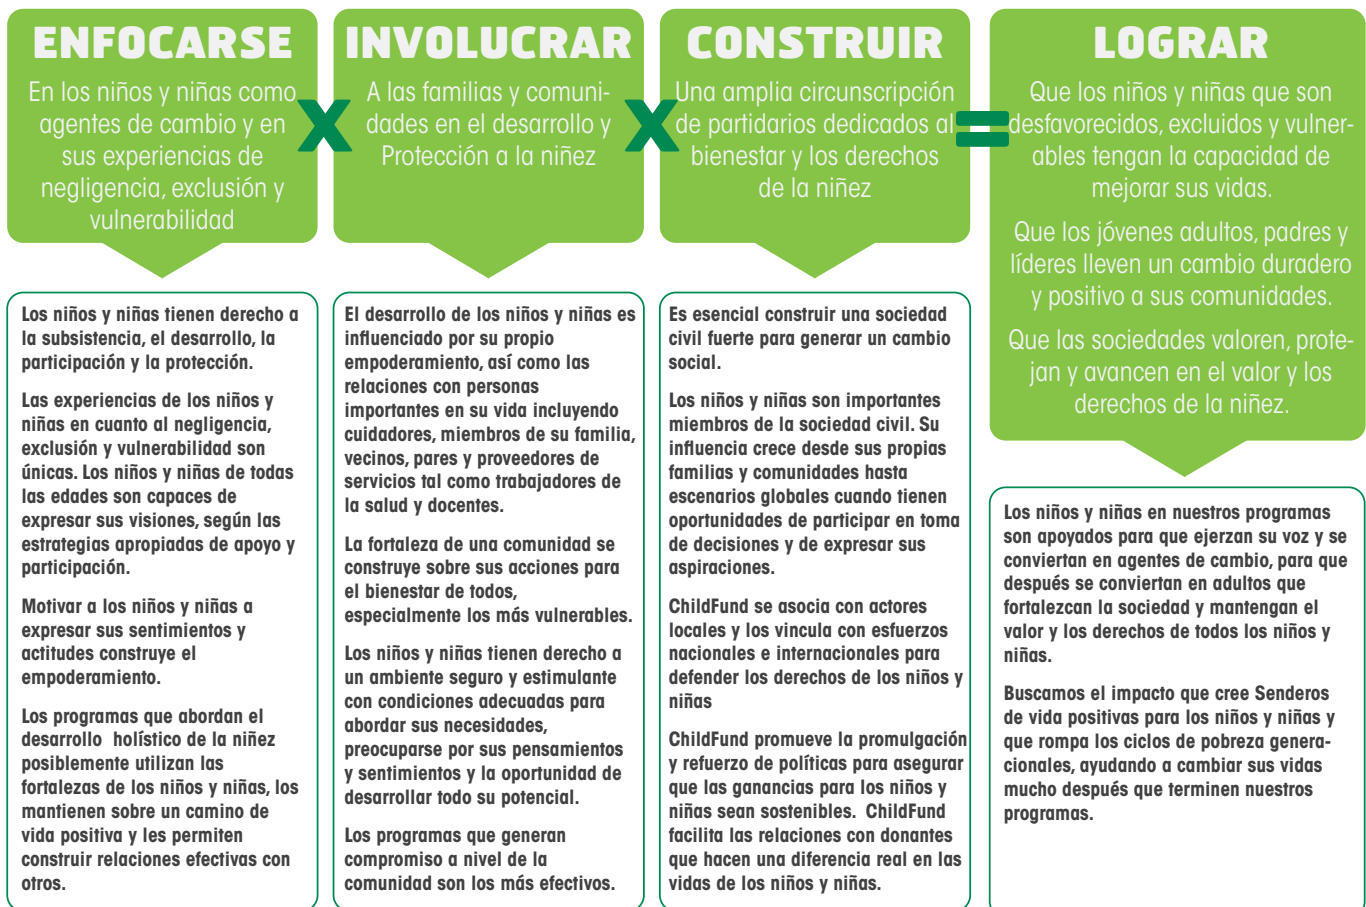 ENFOCARSE
En los niños y niñas como
agentes de cambio y en
sus experiencias de
negligencia, exclusión y
vulnerabilidad
X
INVOLUCRAR
A las familias y comuni-
dades en el desarrollo y
Protección a la niñez
X
CONSTRUIR
Una amplia circunscripción
de partidarios dedicados al
bienestar y los derechos
de la niñez
=
LOGRAR
Que los niños y niñas que son
desfavorecidos, excluidos y vulner-
ables tengan la capacidad de
mejorar sus vidas.
Que los jóvenes adultos, padres y
líderes lleven un cambio duradero
y positivo a sus comunidades.
Que las sociedades valoren, prote-
jan y avancen en el valor y los
derechos de la niñez.
Los niños y niñas tienen derecho a
la subsistencia, el desarrollo, la
participación y la protección.
Las experiencias de los niños y
niñas en cuanto al negligencia,
exclusión y vulnerabilidad son
únicas. Los niños y niñas de todas
las edades son capaces de
expresar sus visiones, según las
estrategias apropiadas de apoyo y
participación.
Motivar a los niños y niñas a
expresar sus sentimientos y
actitudes construye el
empoderamiento.
Los programas que abordan el
desarrollo holístico de la niñez
posiblemente utilizan las
fortalezas de los niños y niñas, los
mantienen sobre un camino de
vida positiva y les permiten
construir relaciones efectivas con
otros.
El desarrollo de los niños y niñas es
influenciado por su propio
empoderamiento, así como las
relaciones con personas
importantes en su vida incluyendo
cuidadores, miembros de su familia,
vecinos, pares y proveedores de
servicios tal como trabajadores de
la salud y docentes.
La fortaleza de una comunidad se
construye sobre sus acciones para
el bienestar de todos,
especialmente los más vulnerables.
Los niños y niñas tienen derecho a
un ambiente seguro y estimulante
con condiciones adecuadas para
abordar sus necesidades,
preocuparse por sus pensamientos
y sentimientos y la oportunidad de
desarrollar todo su potencial.
Los programas que generan
compromiso a nivel de la
comunidad son los más efectivos.
Es esencial construir una sociedad
civil fuerte para generar un cambio
social.
Los niños y niñas son importantes
miembros de la sociedad civil. Su
influencia crece desde sus propias
familias y comunidades hasta
escenarios globales cuando tienen
oportunidades de participar en toma
de decisiones y de expresar sus
aspiraciones.
ChildFund se asocia con actores
locales y los vincula con esfuerzos
nacionales e internacionales para
defender los derechos de los niños y
niñas
ChildFund promueve la promulgación
y refuerzo de políticas para asegurar
que las ganancias para los niños y
niñas sean sostenibles. ChildFund
facilita las relaciones con donantes
que hacen una diferencia real en las
vidas de los niños y niñas.
Los niños y niñas en nuestros programas
son apoyados para que ejerzan su voz y se
conviertan en agentes de cambio, para que
después se conviertan en adultos que
fortalezcan la sociedad y mantengan el
valor y los derechos de todos los niños y
niñas.
Buscamos el impacto que cree Senderos
de vida positivas para los niños y niñas y
que rompa los ciclos de pobreza genera-
cionales, ayudando a cambiar sus vidas
mucho después que terminen nuestros
programas.